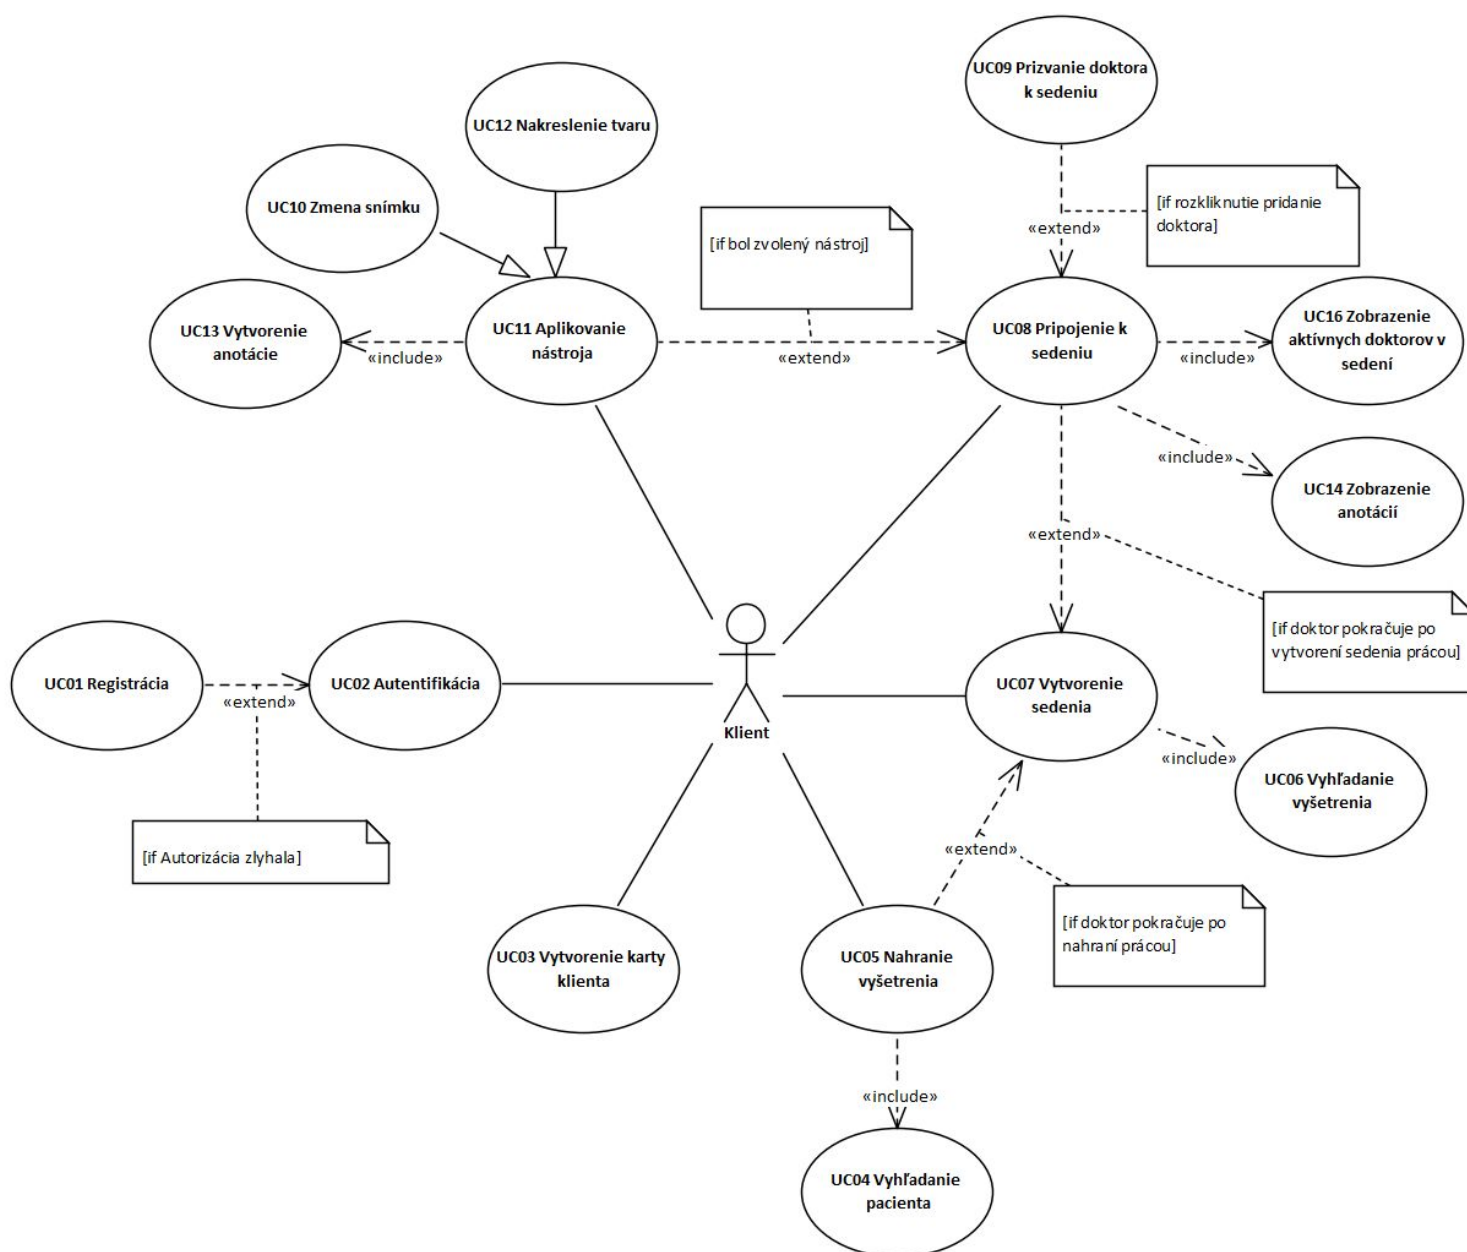 UC09 Prizvanie doktora
k sedeniu
UC12 Nakreslenie tvaru
UC10 Zmena snímku
[if rozkliknutie pridanie
doktora]
«extend»
[if bol zvolený nástroj]
UC13 Vytvorenie
anotácie
«include»
UC11 Aplikovanie
nástroja
«extend»
UC08 Pripojenie k
sedeniu
«include»
UC16 Zobrazenie
aktívnych doktorov v
sedení
«include»
UC14 Zobrazenie
anotácií
«extend»
[if doktor pokračuje po
vytvorení sedenia prácou]
UC01 Registrácia
«extend»
UC02 Autentifikácia
Klient
UC07 Vytvorenie
sedenia
«include»
UC06 Vyhľadanie
vyšetrenia
[if Autorizácia zlyhala]
«extend»
[if doktor pokračuje po
nahraní prácou]
UC03 Vytvorenie karty
klienta
UC05 Nahranie
vyšetrenia
«include»
UC04 Vyhľadanie
pacienta